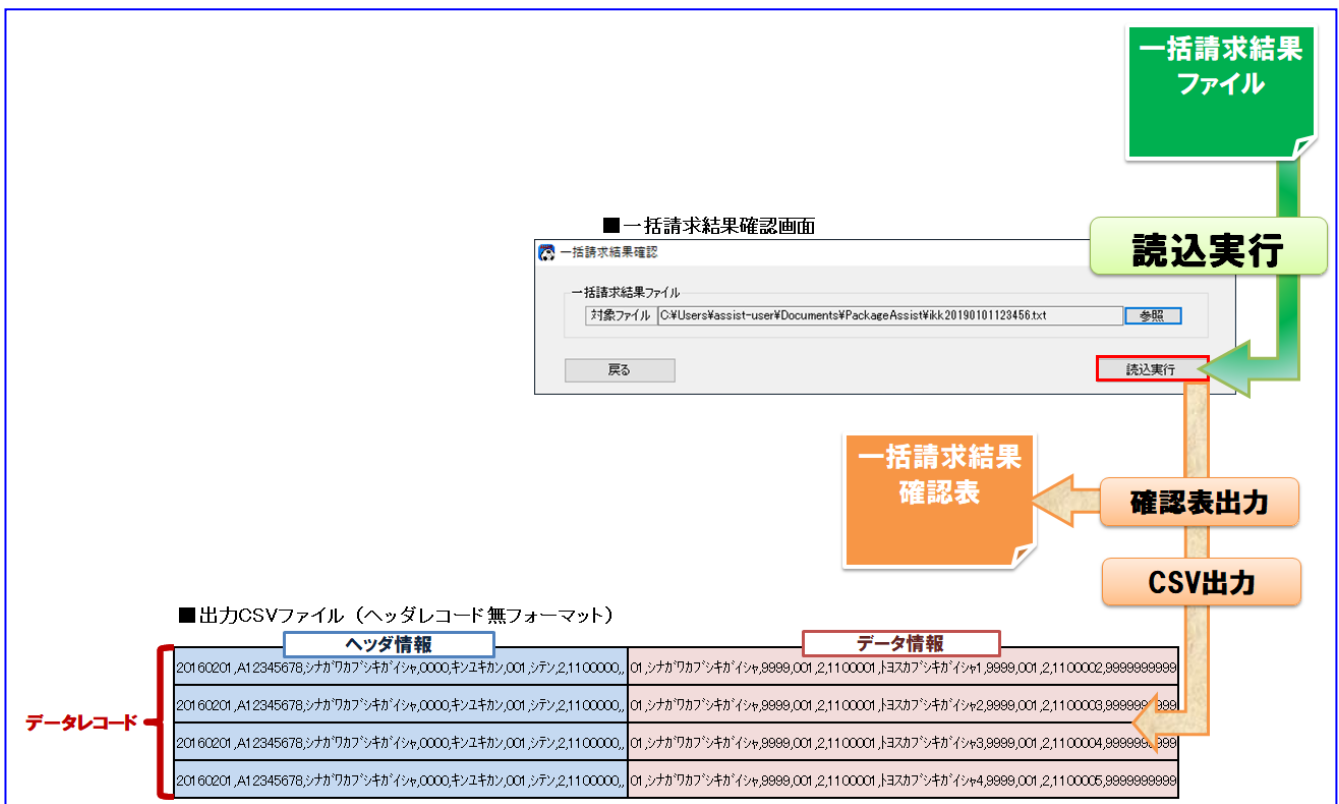 一括請求結果
ファイル
■一括請求結果確認画面
読込実行
一括請求結果確認
一括請求結果ファイル
対象ファイル C:¥Users¥assist-user¥Documents¥PackageAssist¥ikk20190101123456.txt 参照
戻る 読込実行
一括請求結果
確認表
確認表出力
CSV出力
■出力CSVファイル（ヘッダレコード無フォーマット）
ヘッダ情報 データ情報
20160201,A12345678,シナガワカブシキガイシャ,0000,キンユキカン,001,シテン,2,1100000,, 01,シナガワカブシキガイシャ,9999,001,2,1100001,トヨスカブシキガイシャ1,9999,001,2,1100002,9999999999
20160201,A12345678,シナガワカブシキガイシャ,0000,キンユキカン,001,シテン,2,1100000,, 01,シナガワカブシキガイシャ,9999,001,2,1100001,トヨスカブシキガイシャ2,9999,001,2,1100003,9999999999
データレコード
20160201,A12345678,シナガワカブシキガイシャ,0000,キンユキカン,001,シテン,2,1100000,, 01,シナガワカブシキガイシャ,9999,001,2,1100001,トヨスカブシキガイシャ3,9999,001,2,1100004,9999999999
20160201,A12345678,シナガワカブシキガイシャ,0000,キンユキカン,001,シテン,2,1100000,, 01,シナガワカブシキガイシャ,9999,001,2,1100001,トヨスカブシキガイシャ4,9999,001,2,1100005,9999999999